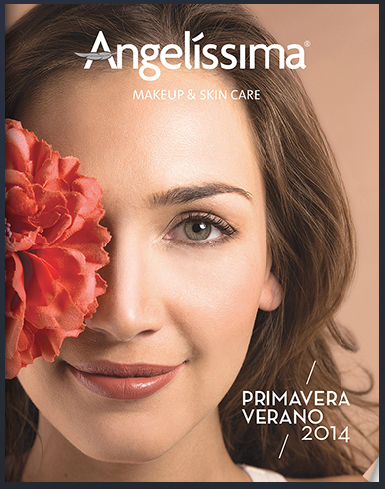 Angelíssima®
MAKEUP & SKIN CARE
PRIMAVERA
VERANO
2014